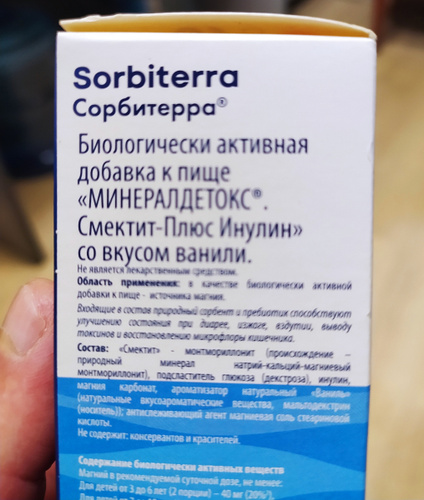 Sorbiterra
Сорбитерра®
Биологически активная
добавка к пище
«МИНЕРАЛДЕТОКС®.
Смектит-Плюс Инулин»
со вкусом ванили.
Не является лекарственным средством.
Область применения: в качестве биологически активной
добавки к пище - источника магния.
Входящие в состав природный сорбент и пребиотик способствуют
улучшению состояния при диарее, изжоге, вздутии, выводу
токсинов и восстановлению микрофлоры кишечника.
Состав: «Смектит» - монтмориллонит (происхождение –
природный минерал натрий-кальций-магниевый
монтмориллонит), подсластитель глюкоза (декстроза), инулин,
магния карбонат, ароматизатор натуральный «Ваниль»
(натуральные вкусоароматические вещества, мальтодекстрин
(носитель)); антислеживающий агент магниевая соль стеариновой
кислоты.
Не содержит: консервантов и красителей.
Содержание биологически активных веществ
Магний в рекомендуемой суточной дозе, не менее:
Для детей от 3 до 6 лет (2 порции) – 40 мг (20%¹),
Для детей от